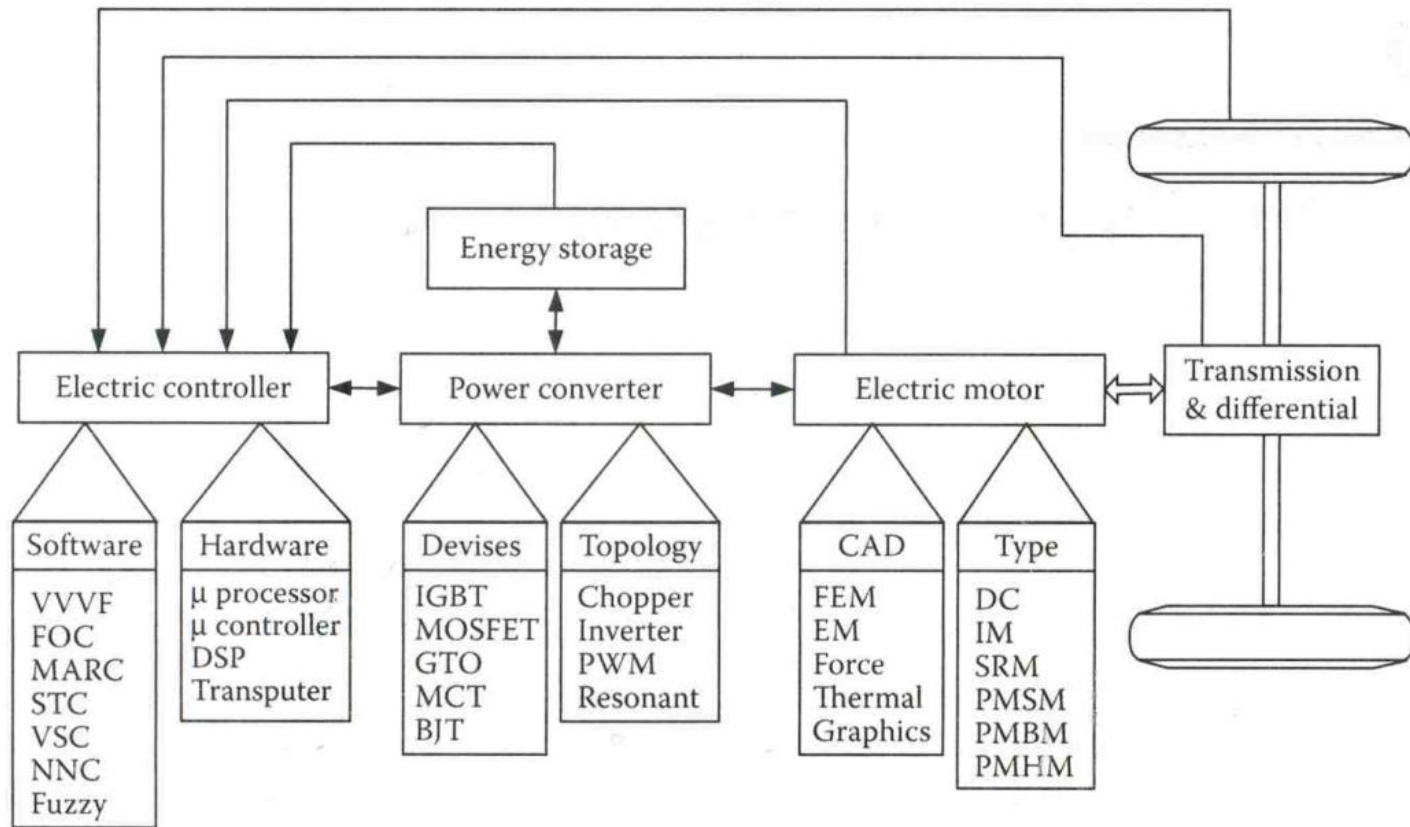 Energy storage
Electric controller
Power converter
Electric motor
Transmission
& differential
Software
VVVF
FOC
MARC
STC
VSC
NNC
Fuzzy
Hardware
μ processor
μ controller
DSP
Transputer
Devises
IGBT
MOSFET
GTO
MCT
BJT
Topology
Chopper
Inverter
PWM
Resonant
CAD
FEM
EM
Force
Thermal
Graphics
Type
DC
IM
SRM
PMSM
PMBM
PMHM